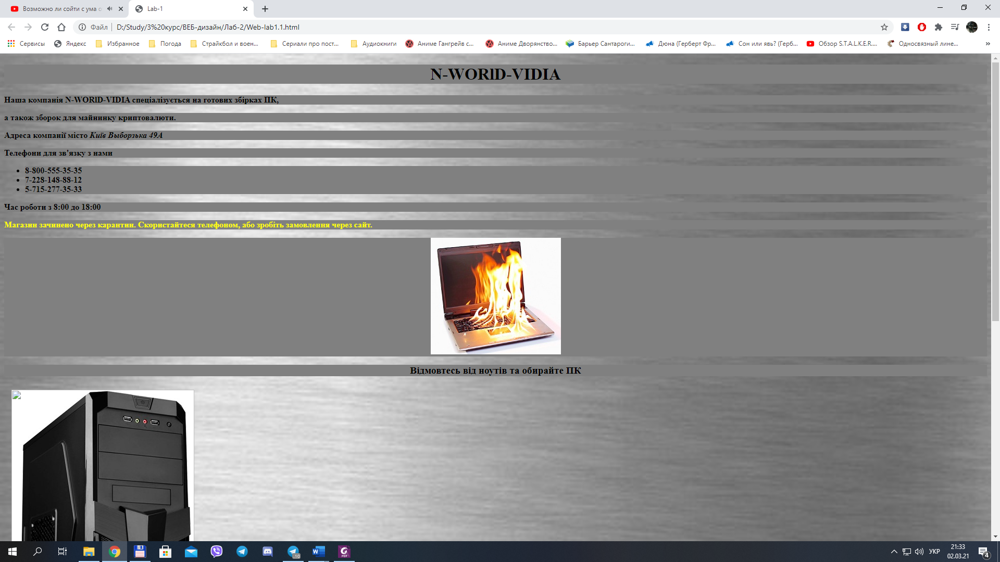 Возможно ли сойти с ума о
Lab-1
Файл
D:/Study/3%20курс/ВЕБ-дизайн/Лаб-2/Web-lab1.1.html
Сервисы
Яндекс
Избранное
Погода
Страйкбол и воен...
Сериали про пост...
Аудиокниги
Аниме Гангрейв с...
Аниме Дворянство...
Барьер Сантароги...
Дюна (Герберт Фр...
Сон или явь? (Герб...
Обзор S.T.A.L.K.E.R....
Односвязный лине...
»
N-WORlD-VIDIA
Наша компанія N-WORlD-VIDIA спеціалізується на готових збірках ПК,
а також зборок для майнинку криптовалюти.
Адреса компанії місто Київ Выборзька 49А
Телефони для зв'язку з нами
• 8-800-555-35-35
• 7-228-148-88-12
• 5-715-277-35-33
Час роботи з 8:00 до 18:00
Магазин зачинено через карантин. Скористайтеся телефоном, або зробіть замовлення через сайт.
Відмовтесь від ноутів та обирайте ПК
..10
W
PDF
УКР
21:33
02.03.21
4